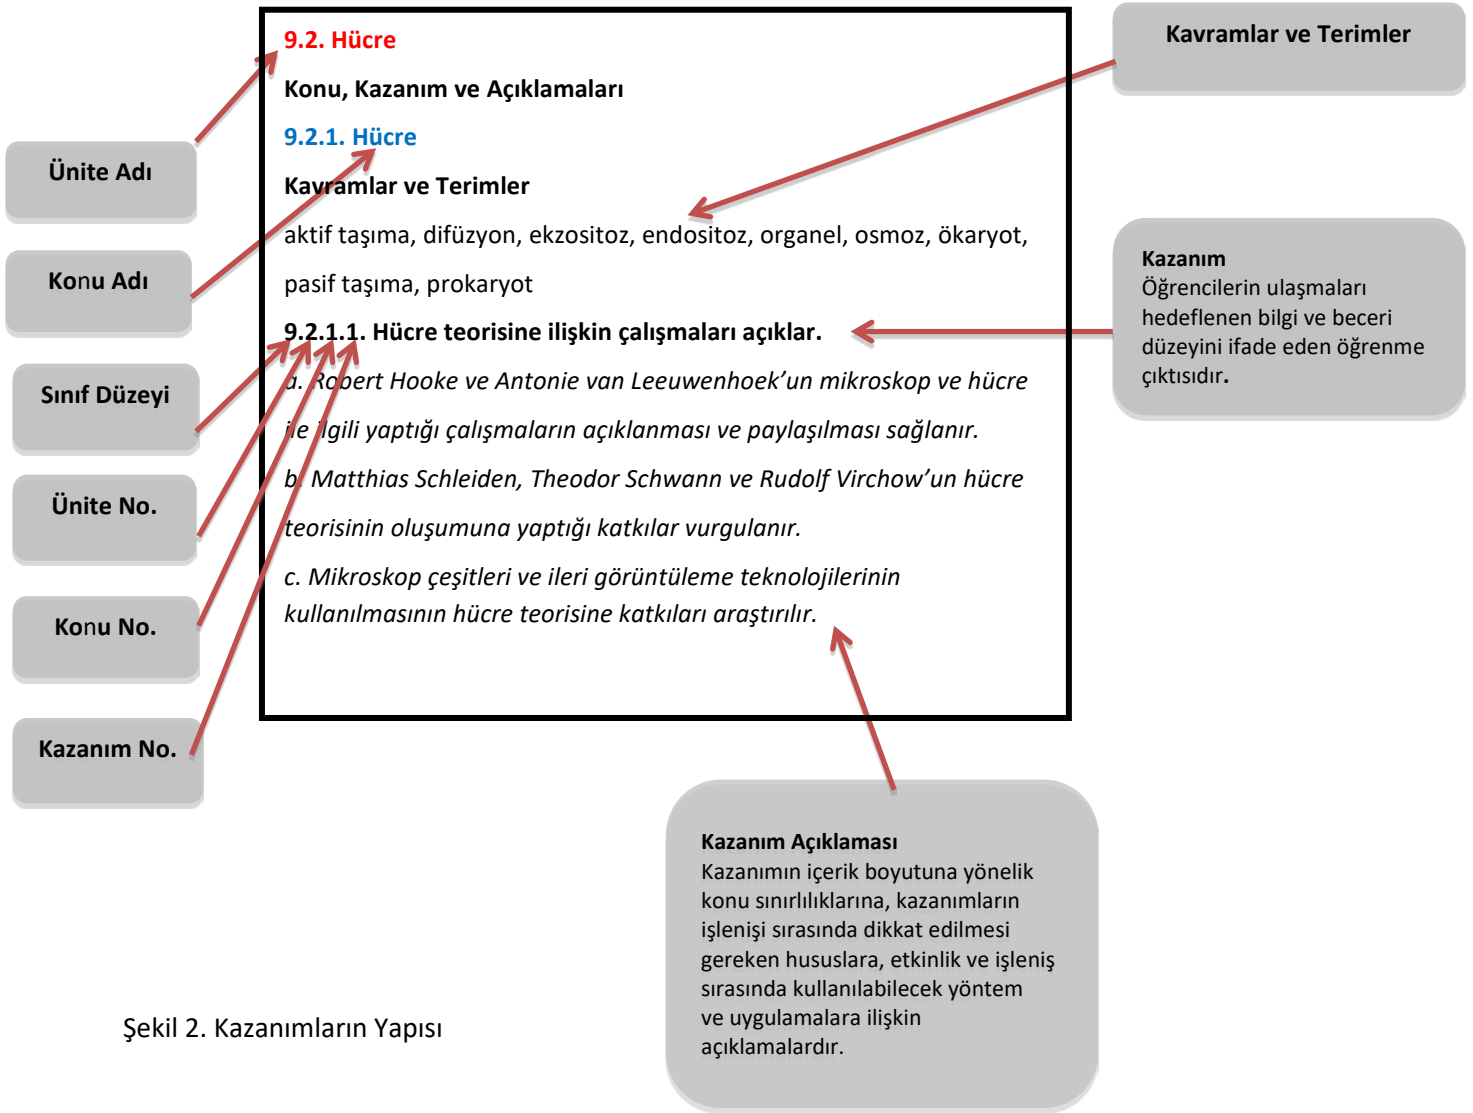 9.2. Hücre
Konu, Kazanım ve Açıklamaları
9.2.1. Hücre
Kavramlar ve Terimler
aktif taşıma, difüzyon, ekzositoz, endositoz, organel, osmoz, ökaryot,
pasif taşıma, prokaryot
9.2.1.1. Hücre teorisine ilişkin çalışmaları açıklar.
a. Robert Hooke ve Antonie van Leeuwenhoek’un mikroskop ve hücre
ile ilgili yaptığı çalışmaların açıklanması ve paylaşılması sağlanır.
b. Matthias Schleiden, Theodor Schwann ve Rudolf Virchow’un hücre
teorisinin oluşumuna yaptığı katkılar vurgulanır.
c. Mikroskop çeşitleri ve ileri görüntüleme teknolojilerinin
kullanılmasının hücre teorisine katkıları araştırılır.
Ünite Adı
Konu Adı
Sınıf Düzeyi
Ünite No.
Konu No.
Kazanım No.
Kavramlar ve Terimler
Kazanım
Öğrencilerin ulaşmaları
hedeflenen bilgi ve beceri
düzeyini ifade eden öğrenme
çıktısıdır.
Kazanım Açıklaması
Kazanımın içerik boyutuna yönelik
konu sınırlılıklarına, kazanımların
işlenişi sırasında dikkat edilmesi
gereken hususlara, etkinlik ve işleniş
sırasında kullanılabilecek yöntem
ve uygulamalara ilişkin
açıklamalardır.
Şekil 2. Kazanımların Yapısı